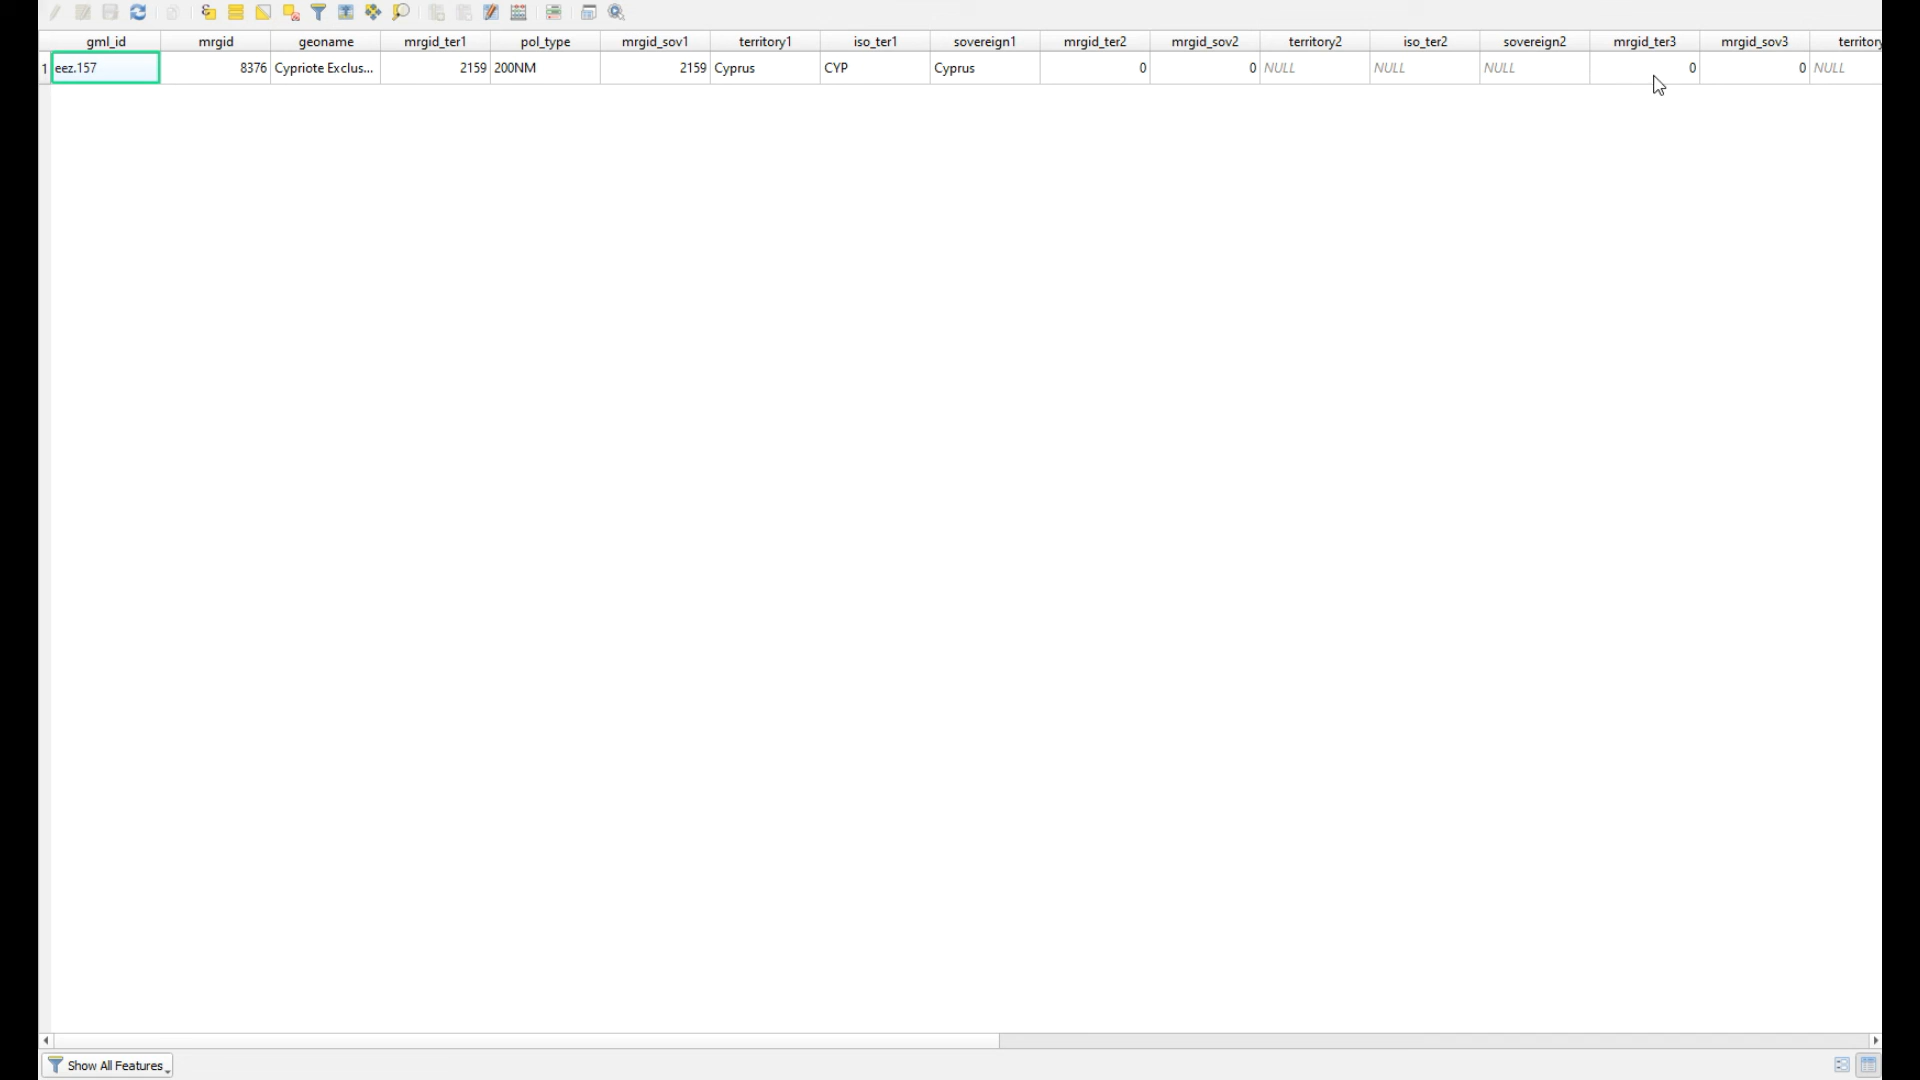 gml_id mrgid geoname mrgid_ter1 pol_type mrgid_sov1 territory1 iso_ter1 sovereign1 mrgid_ter2 mrgid_sov2 territory2 iso_ter2 sovereign2 mrgid_ter3 mrgid_sov3 territory
1 eez.157 8376 Cypriote Exclus... 2159 200NM 2159 Cyprus CYP Cyprus 0 0 NULL NULL NULL 0 0 NULL
Show All Features